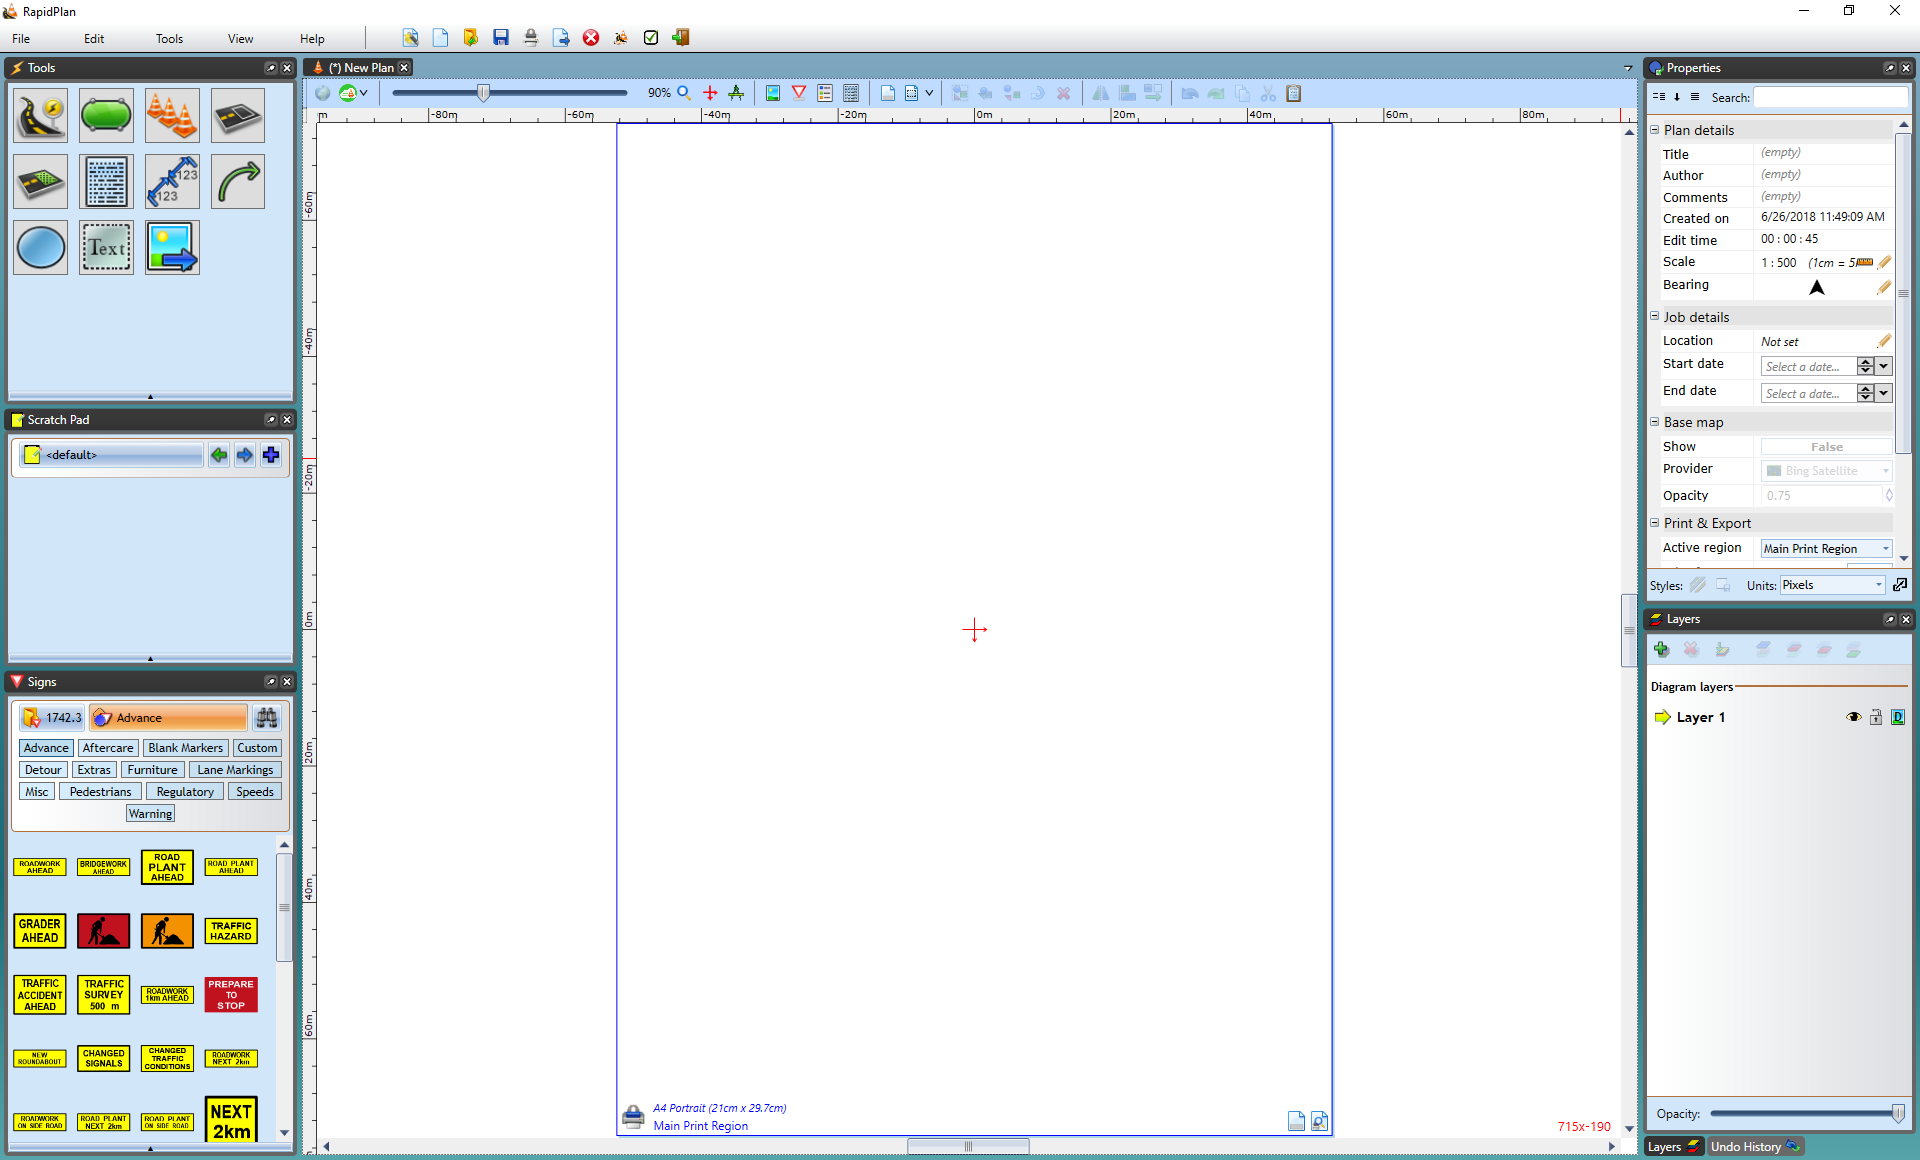 RapidPlan
File Edit Tools View Help
Tools
123
123
Text
Scratch Pad
<default>
Signs
1742.3 Advance
Advance Aftercare Blank Markers Custom
Detour Extras Furniture Lane Markings
Misc Pedestrians Regulatory Speeds
Warning
ROADWORK AHEAD
BRIDGEWORK AHEAD
ROAD PLANT AHEAD
ROAD PLANT AHEAD
GRADER AHEAD
TRAFFIC HAZARD
TRAFFIC ACCIDENT AHEAD
TRAFFIC SURVEY 500 m
ROADWORK 1km AHEAD
PREPARE TO STOP
NEW ROUNDABOUT
CHANGED SIGNALS
CHANGED TRAFFIC CONDITIONS
ROADWORK NEXT 2km
ROADWORK ON SIDE ROAD
ROAD PLANT NEXT 2km
ROAD PLANT ON SIDE ROAD
NEXT 2km
(*) New Plan
90%
m -80m -60m -40m -20m 0m 20m 40m 60m 80m
-60m
-40m
-20m
0m
20m
40m
60m
A4 Portrait (21cm x 29.7cm)
Main Print Region
715x-190
Properties
Search:
Plan details
Title (empty)
Author (empty)
Comments (empty)
Created on 6/26/2018 11:49:09 AM
Edit time 00 : 00 : 45
Scale 1 : 500 (1cm = 5
Bearing
Job details
Location Not set
Start date Select a date...
End date Select a date...
Base map
Show False
Provider Bing Satellite
Opacity 0.75
Print & Export
Active region Main Print Region
Styles: Units: Pixels
Layers
Diagram layers
Layer 1 D
Opacity:
Layers Undo History